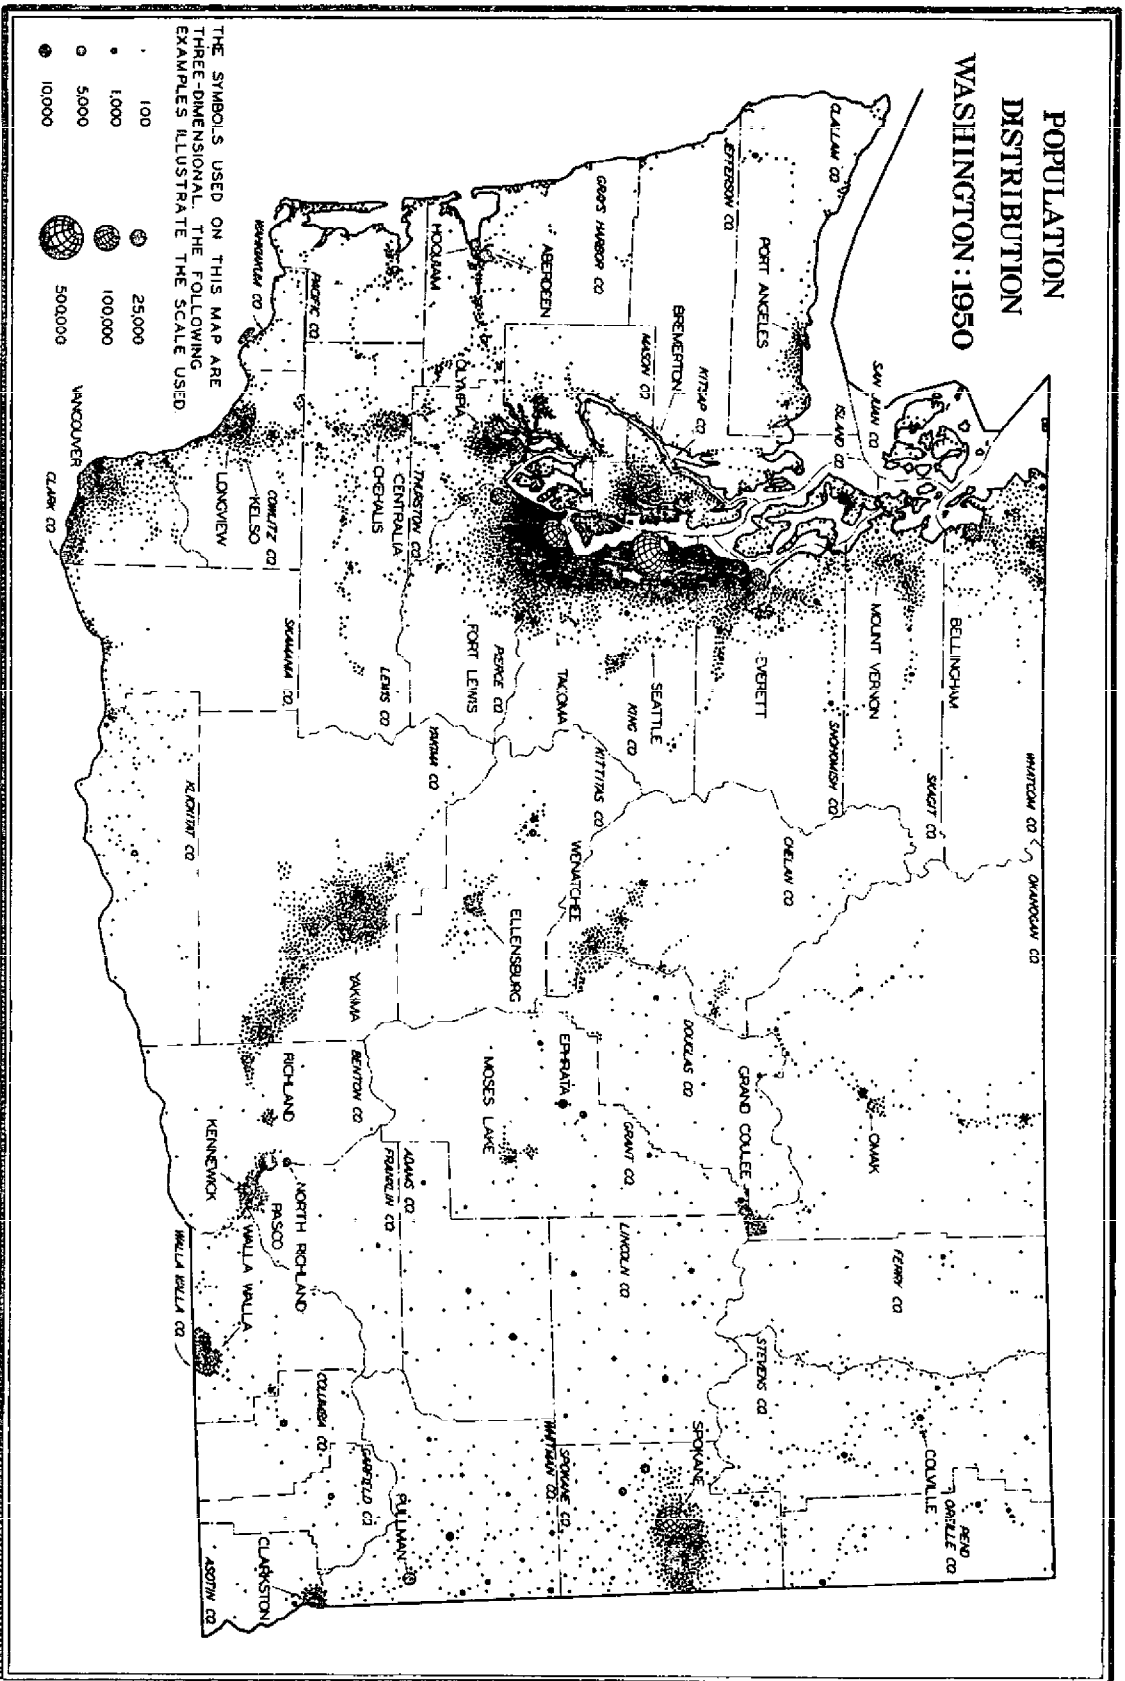 POPULATION
DISTRIBUTION
WASHINGTON: 1950
WHATCOM CO
OKANOGAN CO
BELLINGHAM
SKAGIT CO
FERRY CO
PEND
OREILLE CO
COLVILLE
SAN JUAN CO
ISLAND CO
MOUNT VERNON
OMAK
CLALLAM CO
SNOHOMISH CO
CHELAN CO
STEVENS CO
PORT ANGELES
EVERETT
GRAND COULEE
JEFFERSON CO
KITSAP CO
BREMERTON
MASON CO
SEATTLE
KING CO
DOUGLAS CO
SPOKANE
GRAYS HARBOR CO
KITTITAS CO
WENATCHEE
GRANT CO
LINCOLN CO
ABERDEEN
TACOMA
EPHRATA
SPOKANE CO
WHITMAN CO
HOQUIAM
OLYMPIA
PIERCE CO
FORT LEWIS
ELLENSBURG
MOSES LAKE
THURSTON CO
CENTRALIA
CHEHALIS
LEWIS CO
YAKIMA CO
ADAMS CO
FRANKLIN CO
PULLMAN
PACIFIC CO
YAKIMA
BENTON CO
GARFIELD CO
COLUMBIA CO
WAHKIAKUM CO
COWLITZ CO
KELSO
LONGVIEW
SKAMANIA CO
RICHLAND
NORTH RICHLAND
PASCO
KENNEWICK
WALLA WALLA
WALLA WALLA CO
CLARKSTON
ASOTIN CO
KLICKITAT CO
VANCOUVER
CLARK CO
THE SYMBOLS USED ON THIS MAP ARE
THREE-DIMENSIONAL. THE FOLLOWING
EXAMPLES ILLUSTRATE THE SCALE USED
100
1,000
5,000
10,000
25,000
100,000
500,000